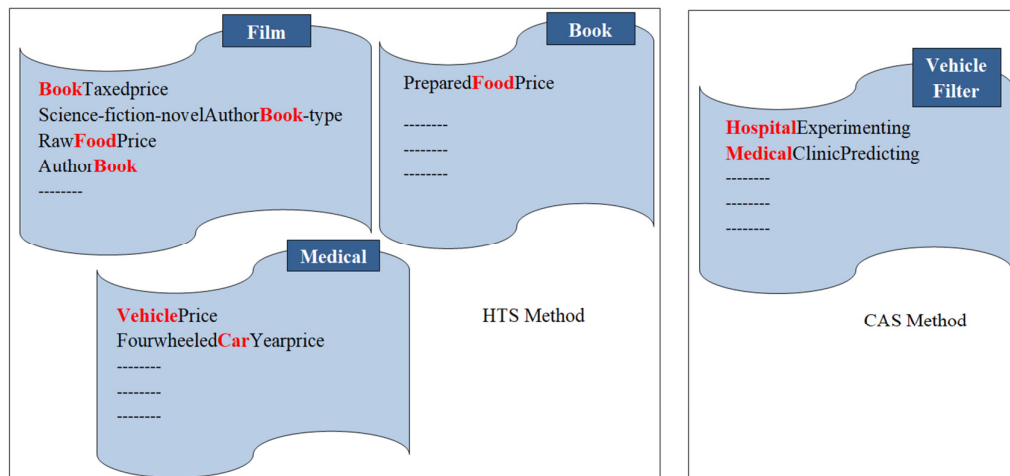 Film
BookTaxedprice
Science-fiction-novelAuthorBook-type
RawFoodPrice
AuthorBook
--------
Book
PreparedFoodPrice
--------
--------
--------
Medical
VehiclePrice
FourwheeledCarYearprice
--------
--------
--------
HTS Method
Vehicle
Filter
HospitalExperimenting
MedicalClinicPredicting
--------
--------
--------
CAS Method